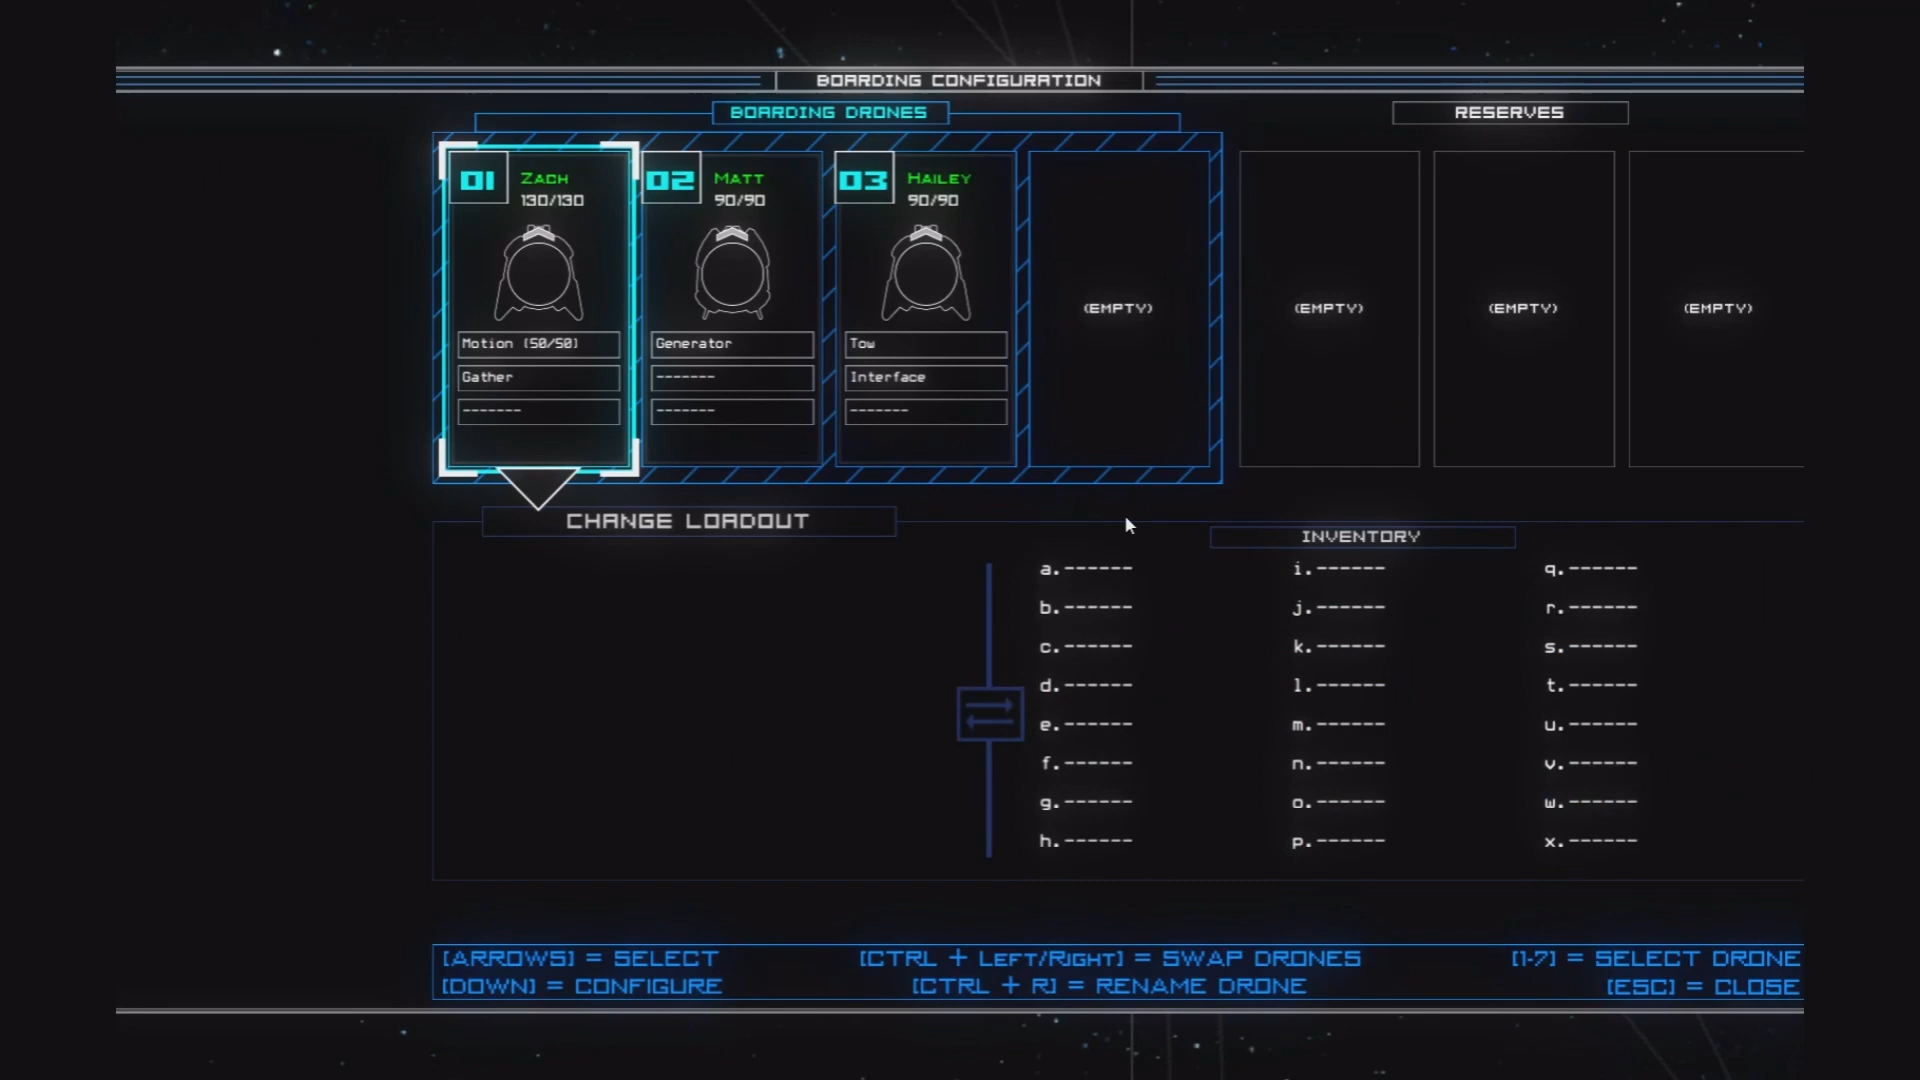 BOARDING CONFIGURATION
BOARDING DRONES
RESERVES
01 Zach
130/130
Motion (50/50)
Gather
-------
02 Matt
90/90
Generator
-------
-------
03 Hailey
90/90
Tow
Interface
-------
(EMPTY)
(EMPTY)
(EMPTY)
(EMPTY)
CHANGE LOADOUT
INVENTORY
a.------ i.------ q.------
b.------ j.------ r.------
c.------ k.------ s.------
d.------ l.------ t.------
e.------ m.------ u.------
f.------ n.------ v.------
g.------ o.------ w.------
h.------ p.------ x.------
[ARROWS] = SELECT [CTRL + Left/Right] = SWAP DRONES [1-7] = SELECT DRONE
[DOWN] = CONFIGURE [CTRL + R] = RENAME DRONE [ESC] = CLOSE